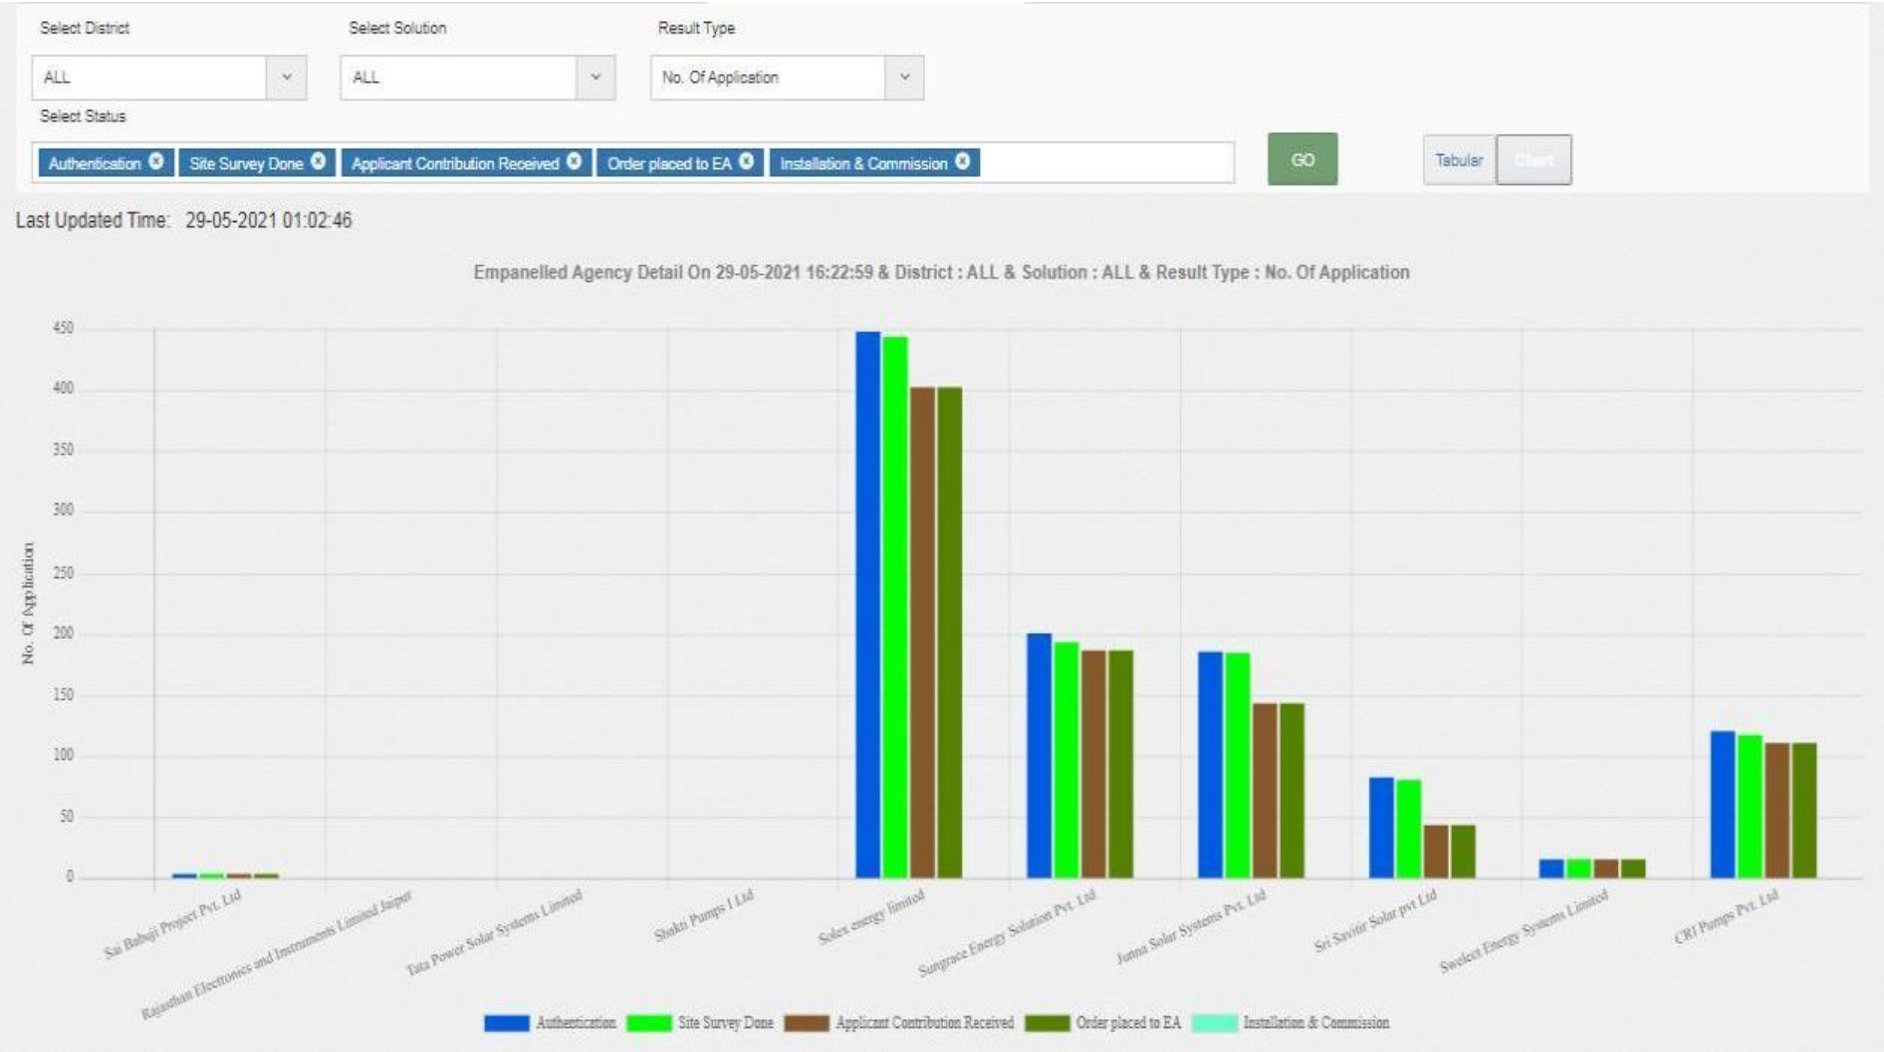 Select District Select Solution Result Type
ALL ALL No. Of Application
Select Status
Authentication Site Survey Done Applicant Contribution Received Order placed to EA Installation & Commission GO Tabular Chart
Last Updated Time: 29-05-2021 01:02:46
Empanelled Agency Detail On 29-05-2021 16:22:59 & District : ALL & Solution : ALL & Result Type : No. Of Application
450
400
350
300
250
200
150
100
50
0
No. Of Application
Sai Babuji Project Pvt. Ltd
Rajasthan Electronics and Instruments Limited Jaipur
Tata Power Solar Systems Limited
Shakti Pumps I Ltd
Solex energy limited
Sungrace Energy Solution Pvt. Ltd
Junna Solar Systems Pvt. Ltd
Sri Savitir Solar pvt Ltd
Swelect Energy Systems Limited
CRI Pumps Pvt. Ltd
Authentication Site Survey Done Applicant Contribution Received Order placed to EA Installation & Commission